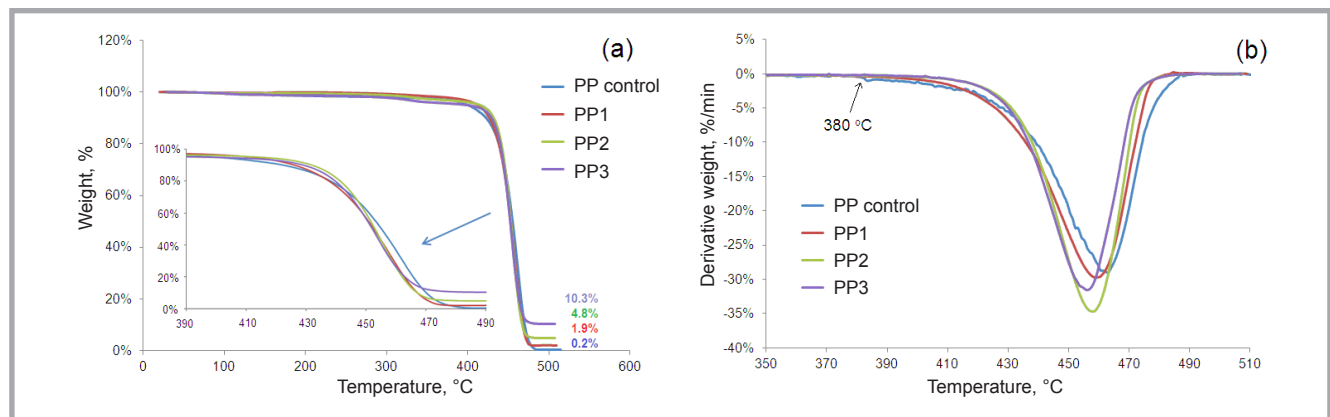 (a)
120%
100%
80%
60%
40%
20%
0%
Weight, %
PP control
PP1
PP2
PP3
100%
80%
60%
40%
20%
0%
390 410 430 450 470 490
10.3%
4.8%
1.9%
0.2%
0 100 200 300 400 500 600
Temperature, °C
(b)
5%
0%
-5%
-10%
-15%
-20%
-25%
-30%
-35%
-40%
Derivative weight, %/min
380 °C
PP control
PP1
PP2
PP3
350 370 390 410 430 450 470 490 510
Temperature, °C